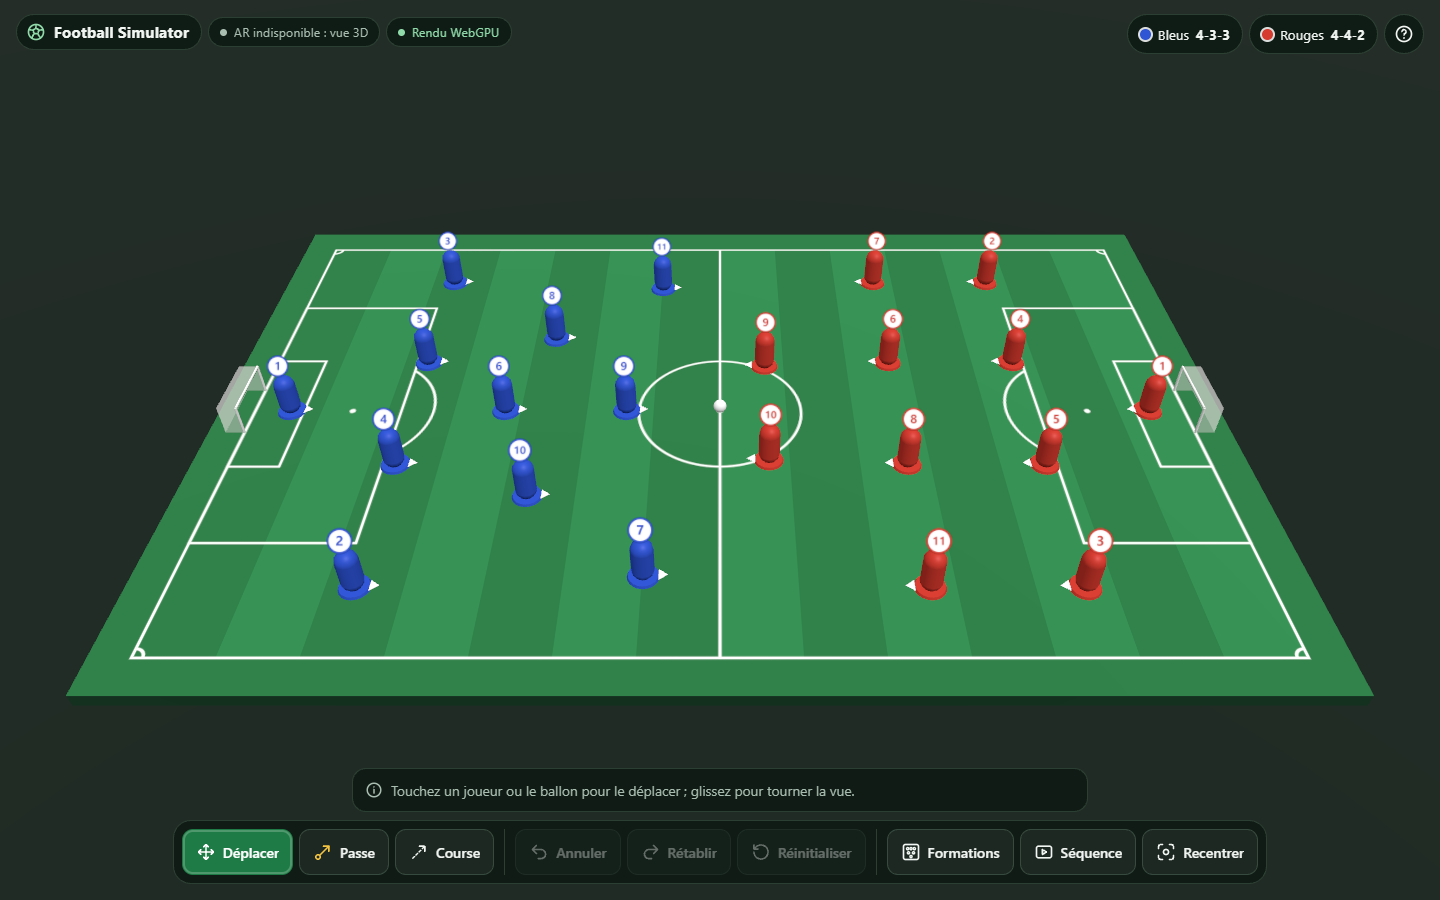 Football Simulator
AR indisponible : vue 3D
Rendu WebGPU
Bleus 4-3-3
Rouges 4-4-2
?
3
11
7
2
8
5
9
6
4
1
6
9
1
4
10
8
5
10
7
2
11
3
Touchez un joueur ou le ballon pour le déplacer ; glissez pour tourner la vue.
Déplacer
Passe
Course
Annuler
Rétablir
Réinitialiser
Formations
Séquence
Recentrer